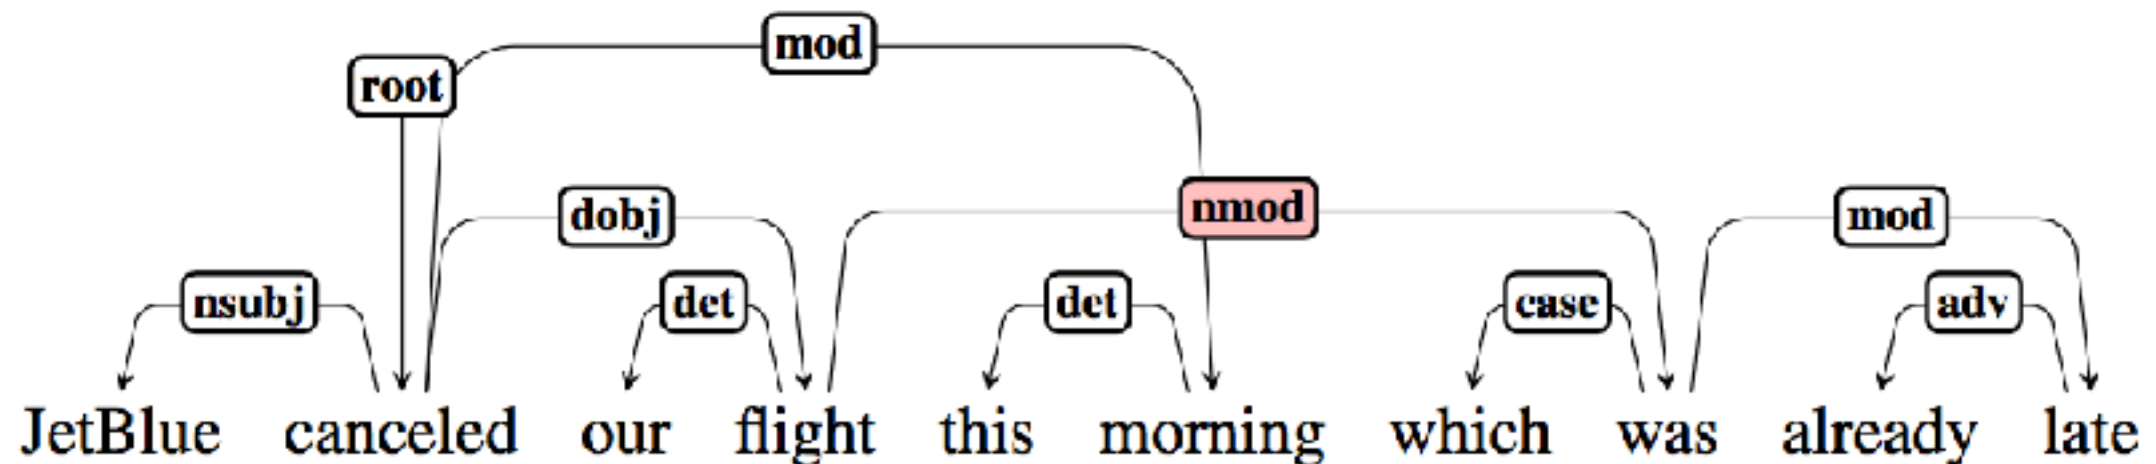 mod
root
dobj nmod mod
nsubj det det case adv
JetBlue canceled our flight this morning which was already late